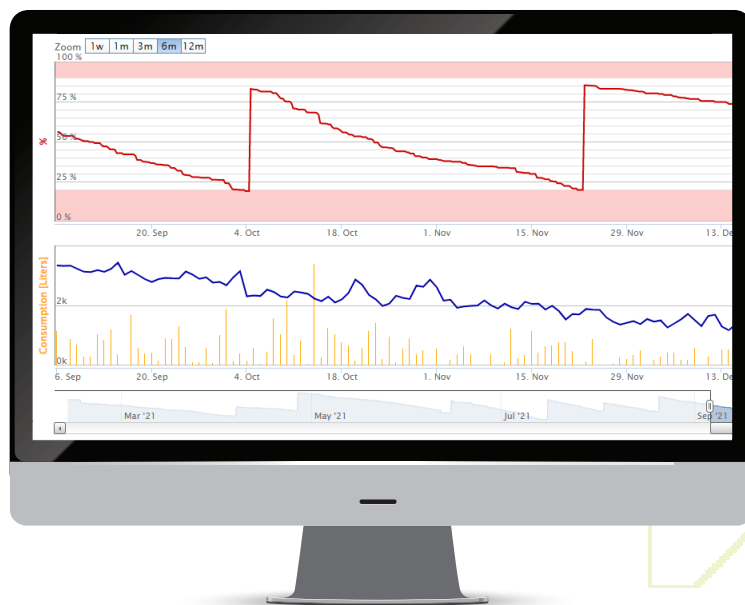 Zoom 1w 1m 3m 6m 12m
100 %
75 %
50 %
25 %
0 %
%
20. Sep 4. Oct 18. Oct 1. Nov 15. Nov 29. Nov 13. De
Consumption [Liters]
2k
0k
6. Sep 20. Sep 4. Oct 18. Oct 1. Nov 15. Nov 29. Nov 13. De
Mar '21 May '21 Jul '21 Sep '21